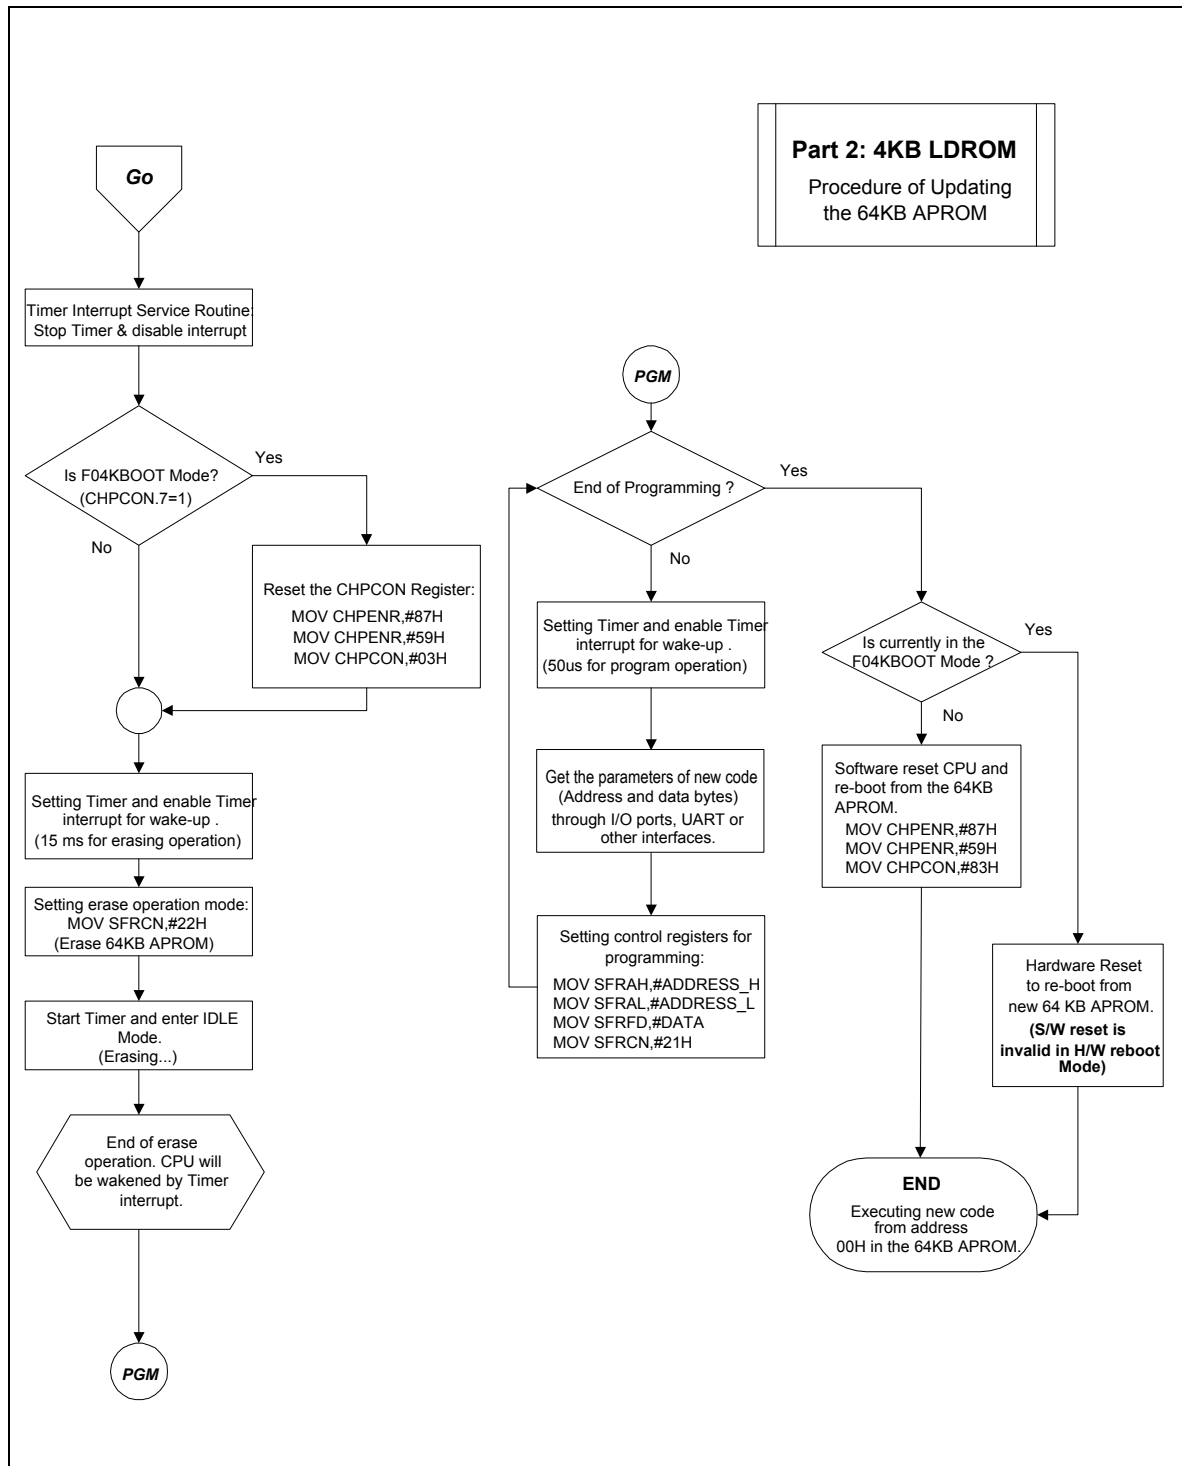 Part 2: 4KB LDROM
Procedure of Updating
the 64KB APROM
Go
Timer Interrupt Service Routine:
Stop Timer & disable interrupt
Is F04KBOOT Mode?
(CHPCON.7=1)
Yes
No
Reset the CHPCON Register:
MOV CHPENR,#87H
MOV CHPENR,#59H
MOV CHPCON,#03H
Setting Timer and enable Timer
interrupt for wake-up .
(15 ms for erasing operation)
Setting erase operation mode:
MOV SFRCN,#22H
(Erase 64KB APROM)
Start Timer and enter IDLE
Mode.
(Erasing...)
End of erase
operation. CPU will
be wakened by Timer
interrupt.
PGM
PGM
End of Programming ?
Yes
No
Setting Timer and enable Timer
interrupt for wake-up .
(50us for program operation)
Get the parameters of new code
(Address and data bytes)
through I/O ports, UART or
other interfaces.
Setting control registers for
programming:
MOV SFRAH,#ADDRESS_H
MOV SFRAL,#ADDRESS_L
MOV SFRFD,#DATA
MOV SFRCN,#21H
Is currently in the
F04KBOOT Mode ?
Yes
No
Software reset CPU and
re-boot from the 64KB
APROM.
MOV CHPENR,#87H
MOV CHPENR,#59H
MOV CHPCON,#83H
Hardware Reset
to re-boot from
new 64 KB APROM.
(S/W reset is
invalid in H/W reboot
Mode)
END
Executing new code
from address
00H in the 64KB APROM.